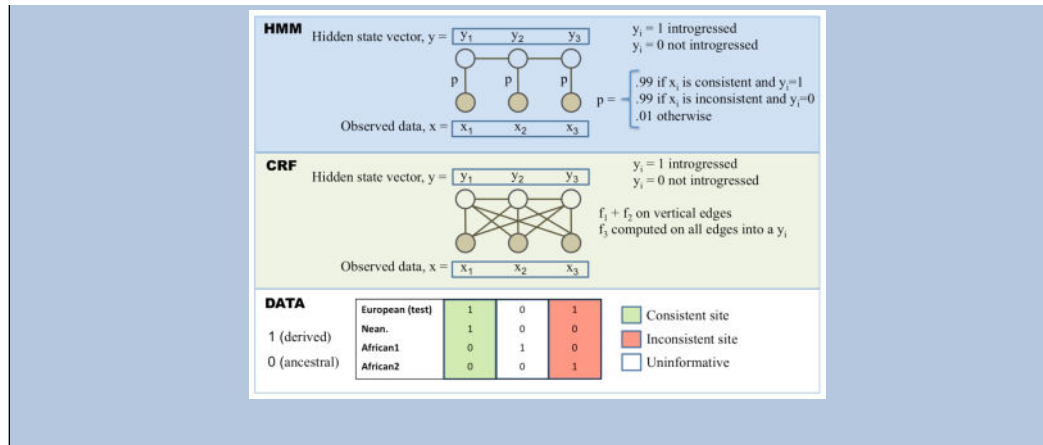 HMM
Hidden state vector, y = y₁ y₂ y₃
yᵢ = 1 introgressed
yᵢ = 0 not introgressed
p p p
p = .99 if xᵢ is consistent and yᵢ=1
.99 if xᵢ is inconsistent and yᵢ=0
.01 otherwise
Observed data, x = x₁ x₂ x₃
CRF
Hidden state vector, y = y₁ y₂ y₃
yᵢ = 1 introgressed
yᵢ = 0 not introgressed
f₁ + f₂ on vertical edges
f₃ computed on all edges into a yᵢ
Observed data, x = x₁ x₂ x₃
DATA
1 (derived)
0 (ancestral)
European (test) 1 0 1
Nean. 1 0 0
African1 0 1 0
African2 0 0 1
Consistent site
Inconsistent site
Uninformative